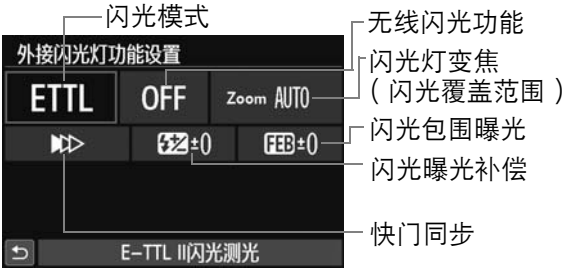 闪光模式
无线闪光功能
闪光灯变焦
（闪光覆盖范围）
闪光包围曝光
闪光曝光补偿
快门同步
外接闪光灯功能设置
ETTL OFF Zoom AUTO
±0 FEB±0
E-TTL II闪光测光